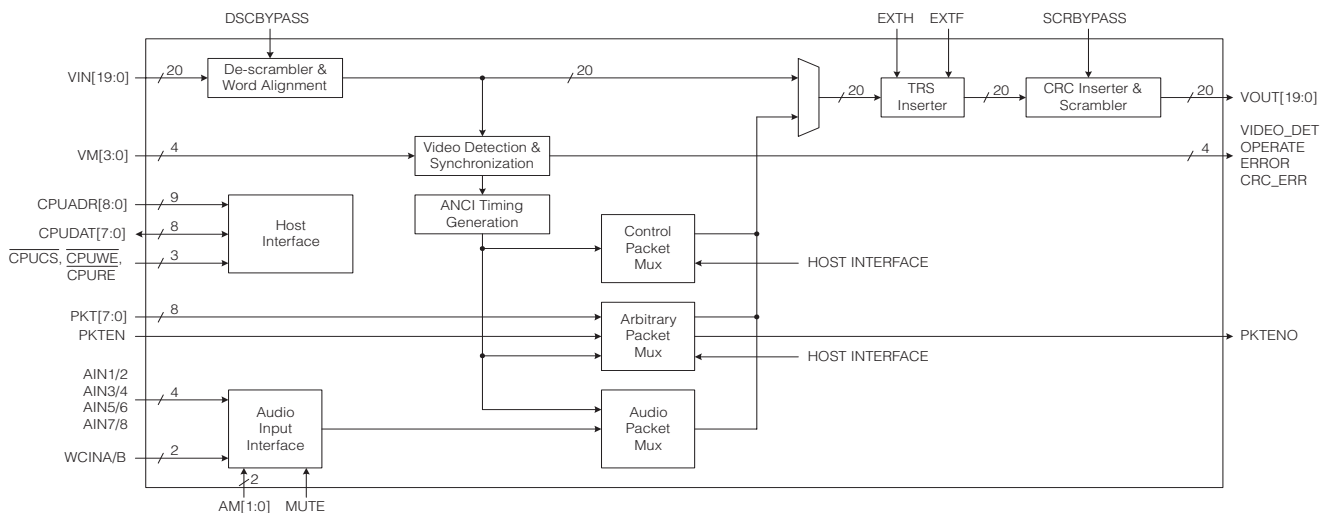 DSCBYPASS
EXTH
EXTF
SCRBYPASS
VIN[19:0]
20
De-scrambler &
Word Alignment
20
20
TRS
Inserter
20
CRC Inserter &
Scrambler
20
VOUT[19:0]
VM[3:0]
4
Video Detection &
Synchronization
4
VIDEO_DET
OPERATE
ERROR
CRC_ERR
ANCI Timing
Generation
CPUADR[8:0]
9
CPUDAT[7:0]
8
CPUCS, CPUWE,
CPURE
3
Host
Interface
Control
Packet
Mux
HOST INTERFACE
PKT[7:0]
8
PKTEN
Arbitrary
Packet
Mux
PKTENO
HOST INTERFACE
AIN1/2
AIN3/4
AIN5/6
AIN7/8
4
Audio
Input
Interface
Audio
Packet
Mux
WCINA/B
2
2
AM[1:0]
MUTE